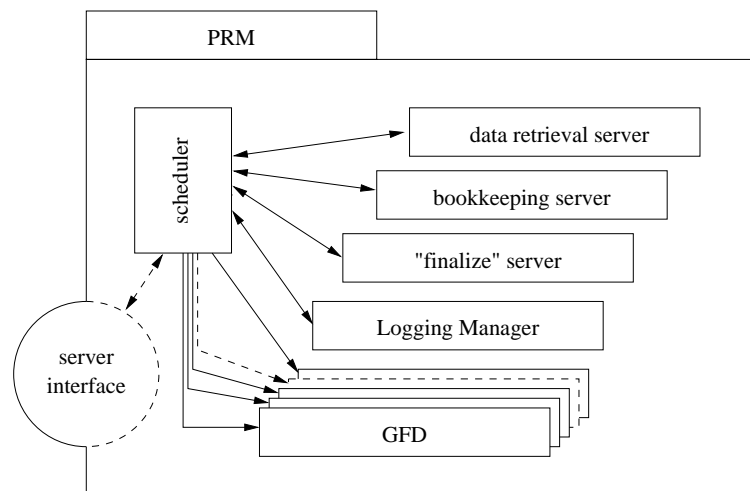 PRM
scheduler
data retrieval server
bookkeeping server
"finalize" server
Logging Manager
server
interface
GFD